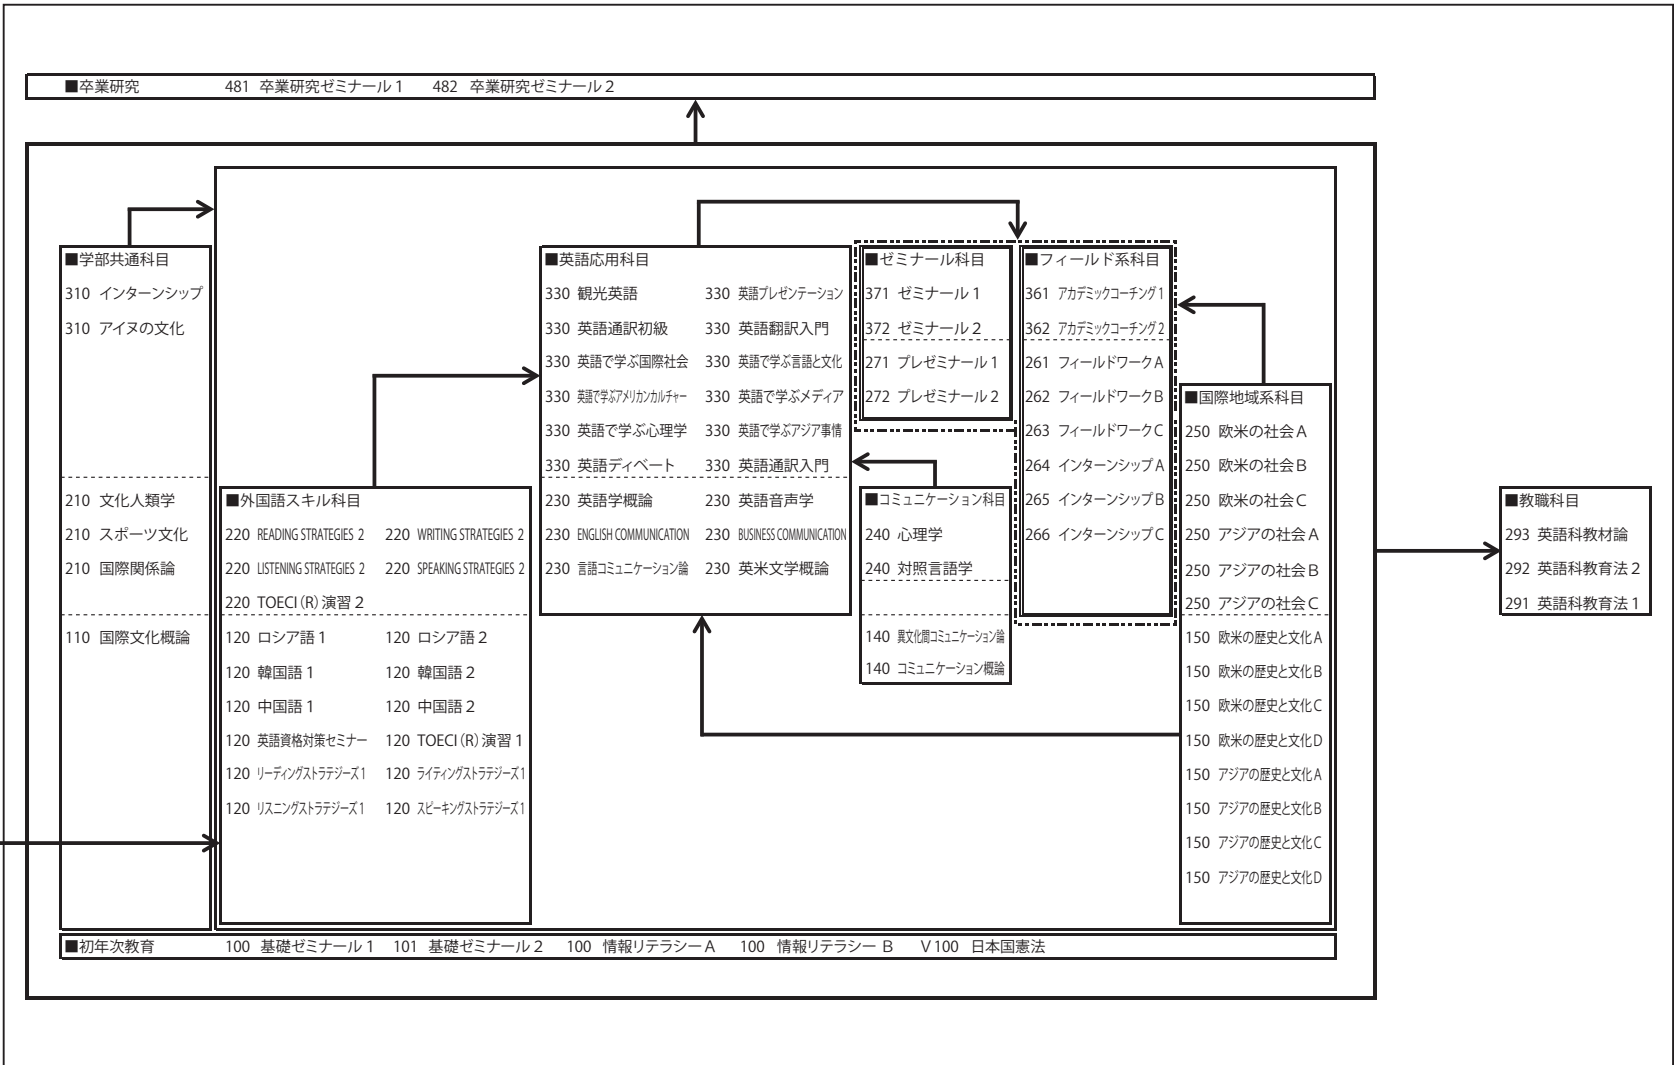 ■卒業研究 481 卒業研究ゼミナール1 482 卒業研究ゼミナール2
■学部共通科目
310 インターンシップ
310 アイヌの文化
210 文化人類学
210 スポーツ文化
210 国際関係論
110 国際文化概論
■外国語スキル科目
220 READING STRATEGIES 2 220 WRITING STRATEGIES 2
220 LISTENING STRATEGIES 2 220 SPEAKING STRATEGIES 2
220 TOECI(R)演習2
120 ロシア語1 120 ロシア語2
120 韓国語1 120 韓国語2
120 中国語1 120 中国語2
120 英語資格対策セミナー 120 TOECI(R)演習1
120 リーディングストラテジーズ1 120 ライティングストラテジーズ1
120 リスニングストラテジーズ1 120 スピーキングストラテジーズ1
■英語応用科目
330 観光英語 330 英語プレゼンテーション
330 英語通訳初級 330 英語翻訳入門
330 英語で学ぶ国際社会 330 英語で学ぶ言語と文化
330 英語で学ぶアメリカンカルチャー 330 英語で学ぶメディア
330 英語で学ぶ心理学 330 英語で学ぶアジア事情
330 英語ディベート 330 英語通訳入門
230 英語学概論 230 英語音声学
230 ENGLISH COMMUNICATION 230 BUSINESS COMMUNICATION
230 言語コミュニケーション論 230 英米文学概論
■ゼミナール科目
371 ゼミナール1
372 ゼミナール2
271 プレゼミナール1
272 プレゼミナール2
■コミュニケーション科目
240 心理学
240 対照言語学
140 異文化間コミュニケーション論
140 コミュニケーション概論
■フィールド系科目
361 アカデミックコーチング1
362 アカデミックコーチング2
261 フィールドワークA
262 フィールドワークB
263 フィールドワークC
264 インターンシップA
265 インターンシップB
266 インターンシップC
■国際地域系科目
250 欧米の社会A
250 欧米の社会B
250 欧米の社会C
250 アジアの社会A
250 アジアの社会B
250 アジアの社会C
150 欧米の歴史と文化A
150 欧米の歴史と文化B
150 欧米の歴史と文化C
150 欧米の歴史と文化D
150 アジアの歴史と文化A
150 アジアの歴史と文化B
150 アジアの歴史と文化C
150 アジアの歴史と文化D
■教職科目
293 英語科教材論
292 英語科教育法2
291 英語科教育法1
■初年次教育 100 基礎ゼミナール1 101 基礎ゼミナール2 100 情報リテラシーA 100 情報リテラシーB V100 日本国憲法